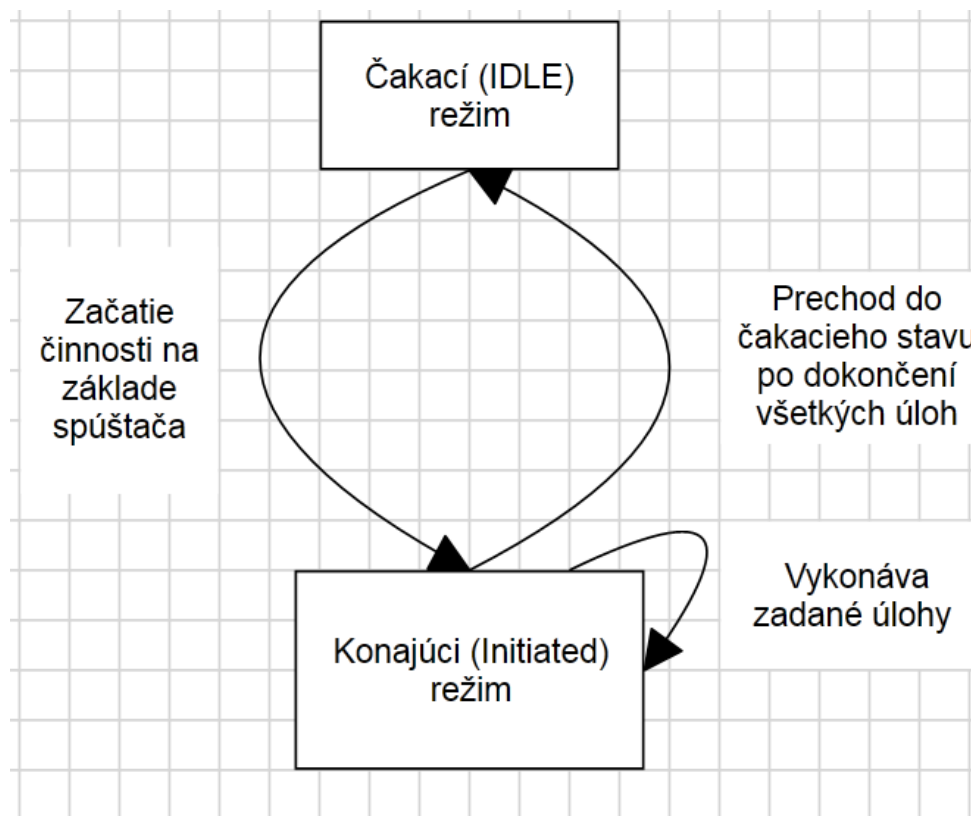 Čakací (IDLE)
režim
Začatie
činnosti na
základe
spúštača
Prechod do
čakacieho stavu
po dokončení
všetkých úloh
Vykonáva
zadané úlohy
Konajúci (Initiated)
režim